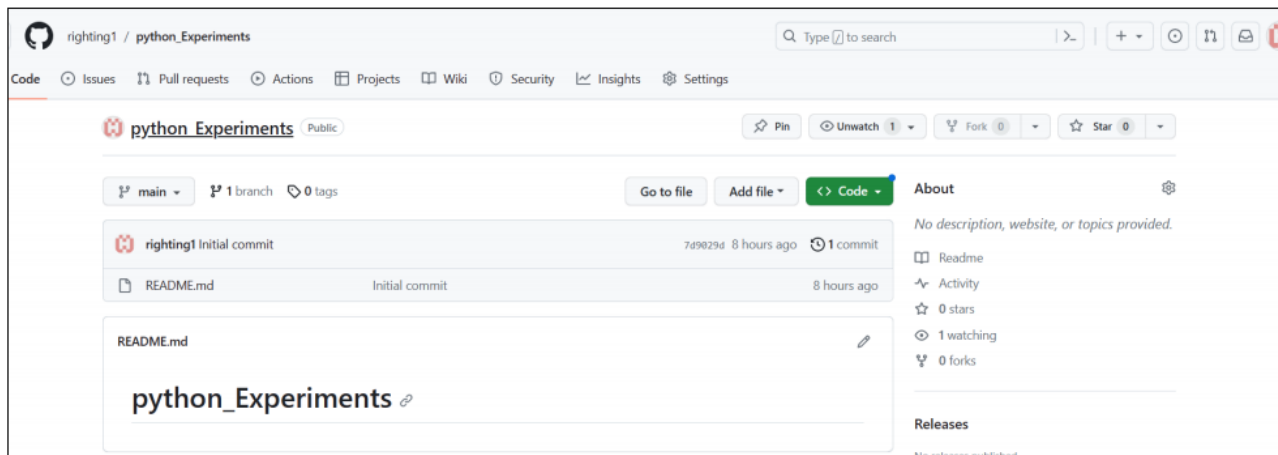 righting1 / python_Experiments
Type / to search
Code Issues Pull requests Actions Projects Wiki Security Insights Settings
python_Experiments Public
Pin Unwatch 1 Fork 0 Star 0
main 1 branch 0 tags Go to file Add file <> Code
About
No description, website, or topics provided.
righting1 Initial commit 7d9029d 8 hours ago 1 commit
README.md Initial commit 8 hours ago
Readme
Activity
0 stars
1 watching
0 forks
README.md
python_Experiments
Releases